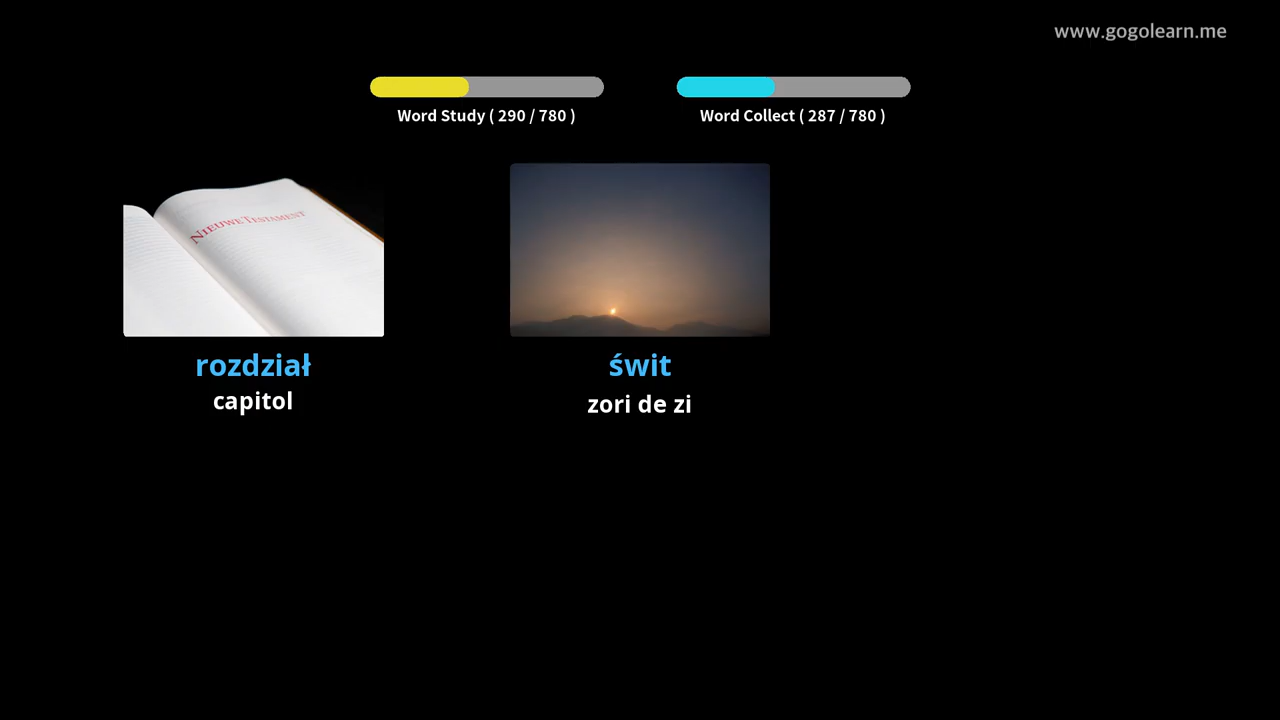 www.gogolearn.me
Word Study ( 290 / 780 )
Word Collect ( 287 / 780 )
NIEUWE TESTAMENT
rozdział
świt
capitol
zori de zi